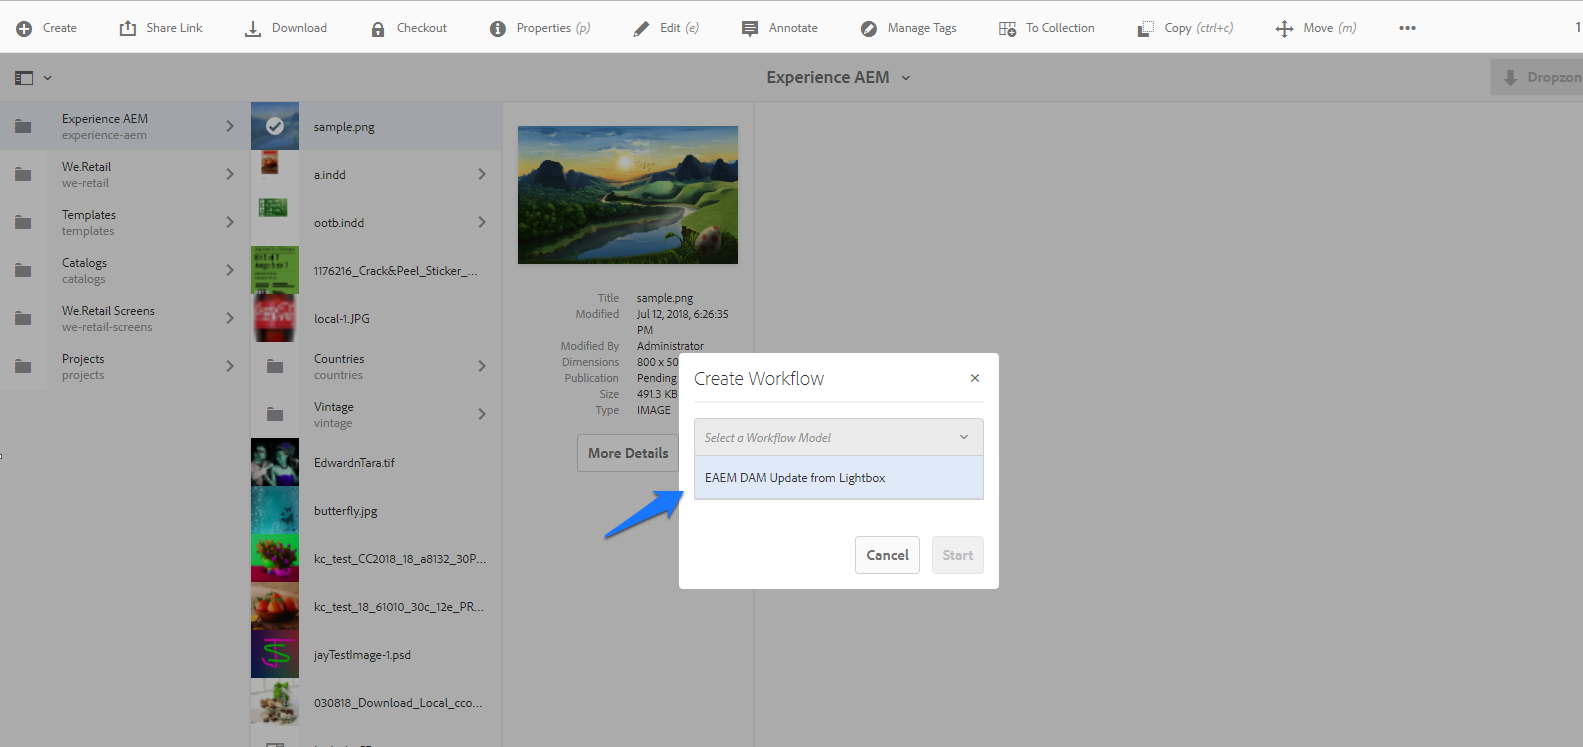 Create
Share Link
Download
Checkout
Properties (p)
Edit (e)
Annotate
Manage Tags
To Collection
Copy (ctrl+c)
Move (m)
1
Experience AEM
Dropzon
Experience AEM
experience-aem
We.Retail
we-retail
Templates
templates
Catalogs
catalogs
We.Retail Screens
we-retail-screens
Projects
projects
sample.png
a.indd
ootb.indd
1176216_Crack&Peel_Sticker_...
local-1.JPG
Countries
countries
Vintage
vintage
EdwardnTara.tif
butterfly.jpg
kc_test_CC2018_18_a8132_30P...
kc_test_18_61010_30c_12e_PR...
jayTestImage-1.psd
030818_Download_Local_cco...
Title sample.png
Modified Jul 12, 2018, 6:26:35
PM
Modified By Administrator
Dimensions 800 x 50
Publication Pending
Size 491.3 KB
Type IMAGE
More Details
Create Workflow
Select a Workflow Model
EAEM DAM Update from Lightbox
Cancel
Start